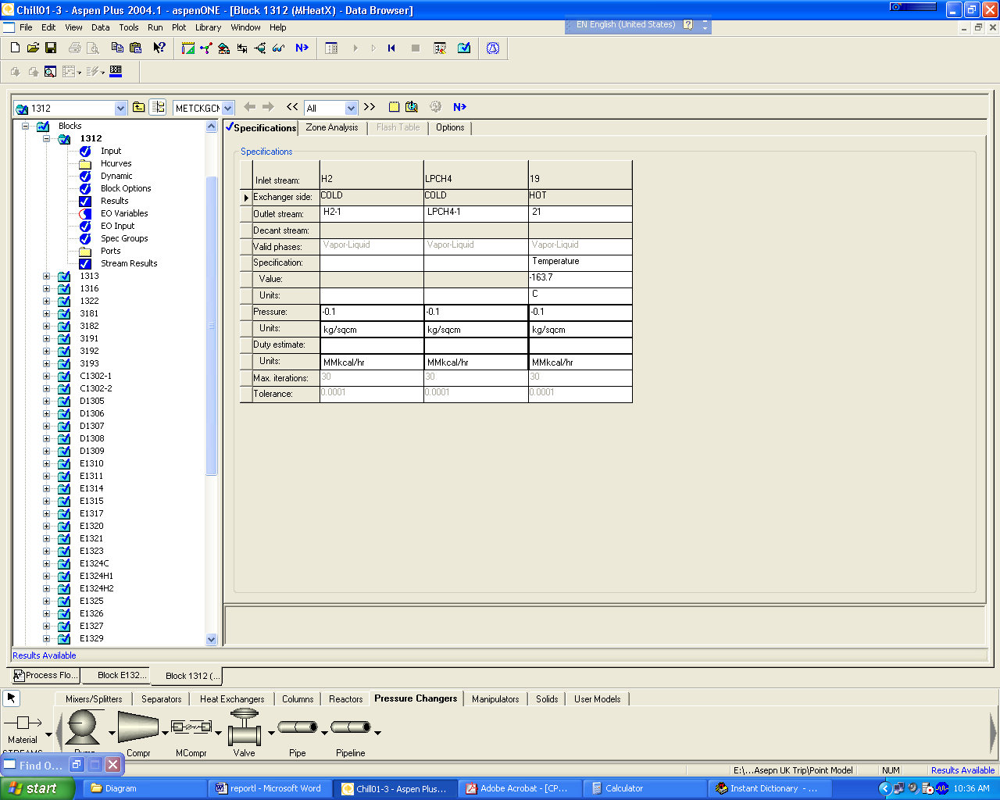 Chill01-3 - Aspen Plus 2004.1 - aspenONE - [Block 1312 (MHeatX) - Data Browser]
File Edit View Data Tools Run Plot Library Window Help
EN English (United States)
N>
1312 METCKGCN All N>
Blocks
1312
Input
Hcurves
Dynamic
Block Options
Results
EO Variables
EO Input
Spec Groups
Ports
Stream Results
1313
1316
1322
3181
3182
3191
3192
3193
C1302-1
C1302-2
D1305
D1306
D1307
D1308
D1309
E1310
E1311
E1314
E1315
E1317
E1320
E1321
E1323
E1324C
E1324H1
E1324H2
E1325
E1326
E1327
E1329
Specifications Zone Analysis Flash Table Options
Specifications
Inlet stream: H2 LPCH4 19
Exchanger side: COLD COLD HOT
Outlet stream: H2-1 LPCH4-1 21
Decant stream:
Valid phases: Vapor-Liquid Vapor-Liquid Vapor-Liquid
Specification: Temperature
Value: -163.7
Units: C
Pressure: -0.1 -0.1 -0.1
Units: kg/sqcm kg/sqcm kg/sqcm
Duty estimate:
Units: MMkcal/hr MMkcal/hr MMkcal/hr
Max. iterations: 30 30 30
Tolerance: 0.0001 0.0001 0.0001
Results Available
Process Flo... Block E132... Block 1312 (...
Mixers/Splitters Separators Heat Exchangers Columns Reactors Pressure Changers Manipulators Solids User Models
Material
STREAMS
Pump Compr MCompr Valve Pipe Pipeline
Find O...
E:\...Asepn UK Trip\Point Model NUM Results Available
start Diagram reportI - Microsoft Word Chill01-3 - Aspen Plus... Adobe Acrobat - [CP... Calculator Instant Dictionary - ... 10:36 AM